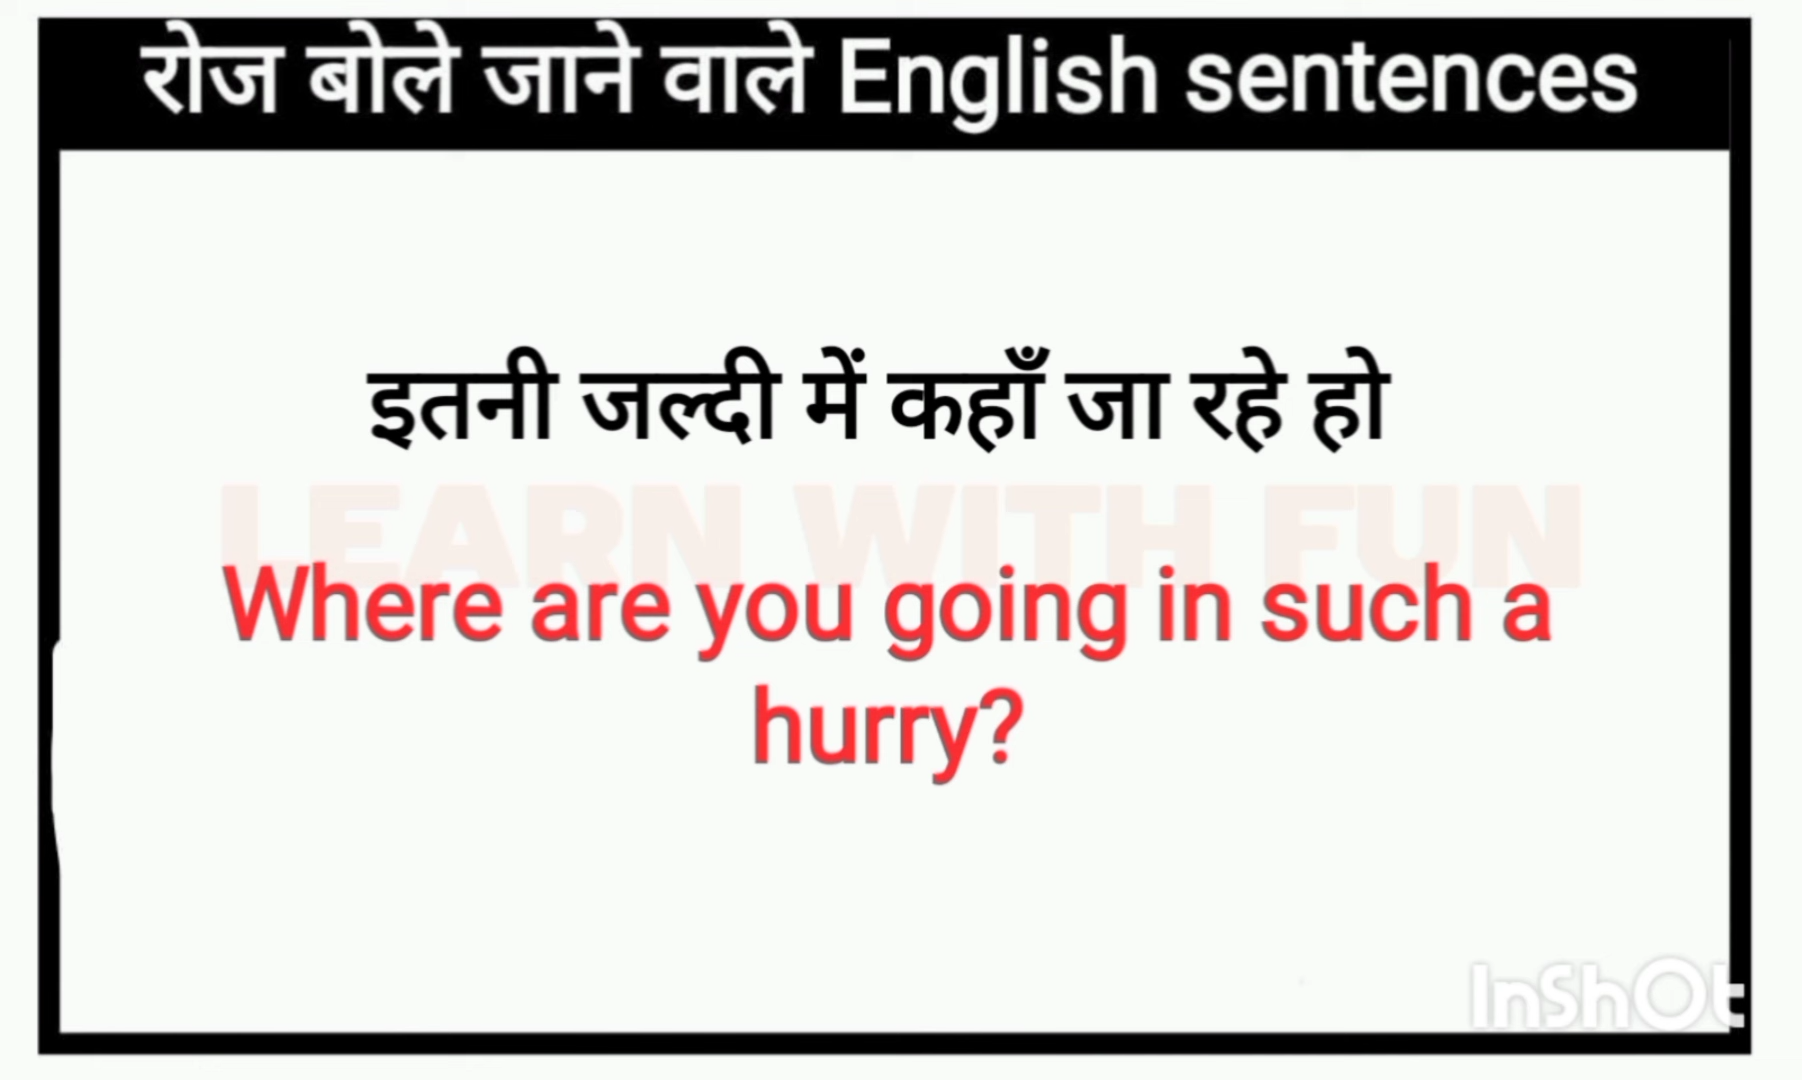 रोज बोले जाने वाले English sentences
इतनी जल्दी में कहाँ जा रहे हो
LEARN WITH FUN
Where are you going in such a
hurry?
InShOt